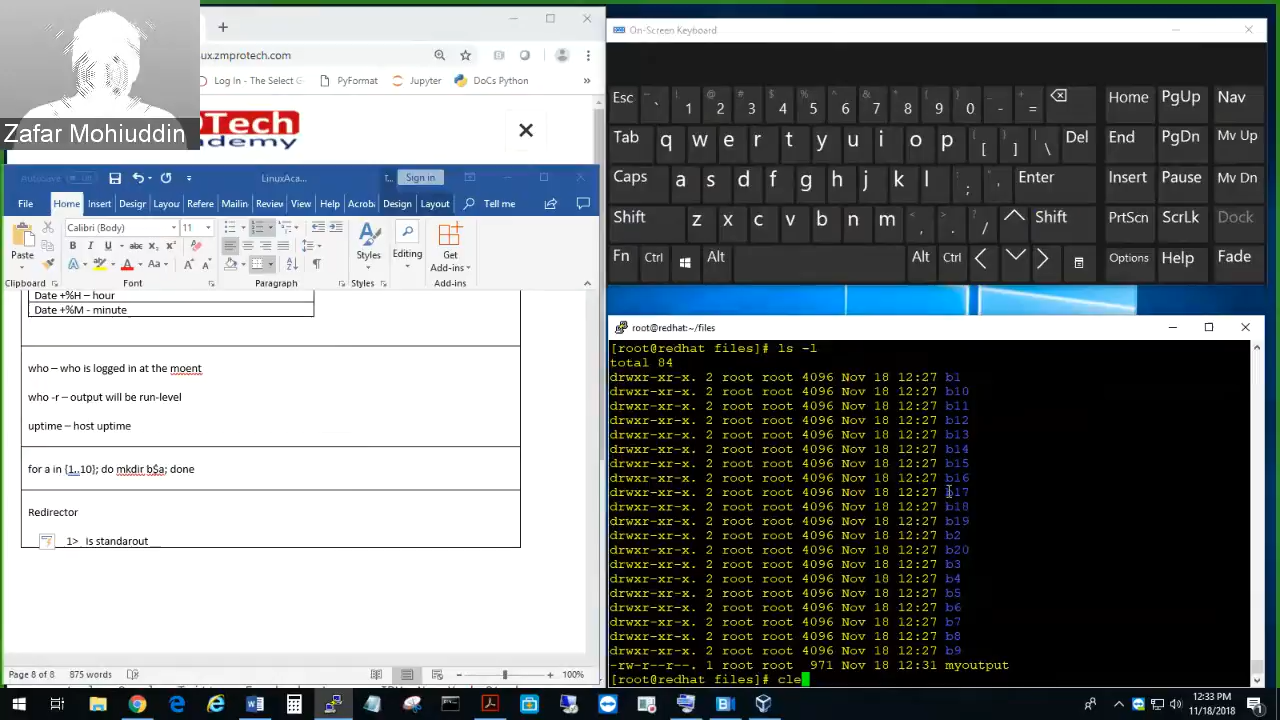 Zafar Mohiuddin
ux.zmprotech.com
Log In - The Select G
PyFormat
Jupyter
DoCs Python
»
Tech
demy
AutoSave
LinuxAca...
Sign in
File Home Insert Design Layou Refere Mailin Review View Help Acroba Design Layout Tell me
Calibri (Body) 11
Paste
Styles
Editing
Get
Add-ins
Clipboard Font Paragraph Styles Add-ins
Date +%H – hour
Date +%M - minute
who – who is logged in at the moent
who -r – output will be run-level
uptime – host uptime
for a in {1..10}; do mkdir b$a; done
Redirector
1> is standarout
Page 8 of 8 875 words 100%
On-Screen Keyboard
Esc ~ ` ! 1 @ 2 # 3 $ 4 % 5 ^ 6 & 7 * 8 ( 9 ) 0 _ - + = Home PgUp Nav
Tab q w e r t y u i o p { [ } ] | \ Del End PgDn Mv Up
Caps a s d f g h j k l : ; " ' Enter Insert Pause Mv Dn
Shift z x c v b n m < , > . ? / Shift PrtScn ScrLk Dock
Fn Ctrl Alt Alt Ctrl Options Help Fade
root@redhat:~/files
[root@redhat files]# ls -l
total 84
drwxr-xr-x. 2 root root 4096 Nov 18 12:27 b1
drwxr-xr-x. 2 root root 4096 Nov 18 12:27 b10
drwxr-xr-x. 2 root root 4096 Nov 18 12:27 b11
drwxr-xr-x. 2 root root 4096 Nov 18 12:27 b12
drwxr-xr-x. 2 root root 4096 Nov 18 12:27 b13
drwxr-xr-x. 2 root root 4096 Nov 18 12:27 b14
drwxr-xr-x. 2 root root 4096 Nov 18 12:27 b15
drwxr-xr-x. 2 root root 4096 Nov 18 12:27 b16
drwxr-xr-x. 2 root root 4096 Nov 18 12:27 b17
drwxr-xr-x. 2 root root 4096 Nov 18 12:27 b18
drwxr-xr-x. 2 root root 4096 Nov 18 12:27 b19
drwxr-xr-x. 2 root root 4096 Nov 18 12:27 b2
drwxr-xr-x. 2 root root 4096 Nov 18 12:27 b20
drwxr-xr-x. 2 root root 4096 Nov 18 12:27 b3
drwxr-xr-x. 2 root root 4096 Nov 18 12:27 b4
drwxr-xr-x. 2 root root 4096 Nov 18 12:27 b5
drwxr-xr-x. 2 root root 4096 Nov 18 12:27 b6
drwxr-xr-x. 2 root root 4096 Nov 18 12:27 b7
drwxr-xr-x. 2 root root 4096 Nov 18 12:27 b8
drwxr-xr-x. 2 root root 4096 Nov 18 12:27 b9
-rw-r--r--. 1 root root 971 Nov 18 12:31 myoutput
[root@redhat files]# cle
12:33 PM
11/18/2018